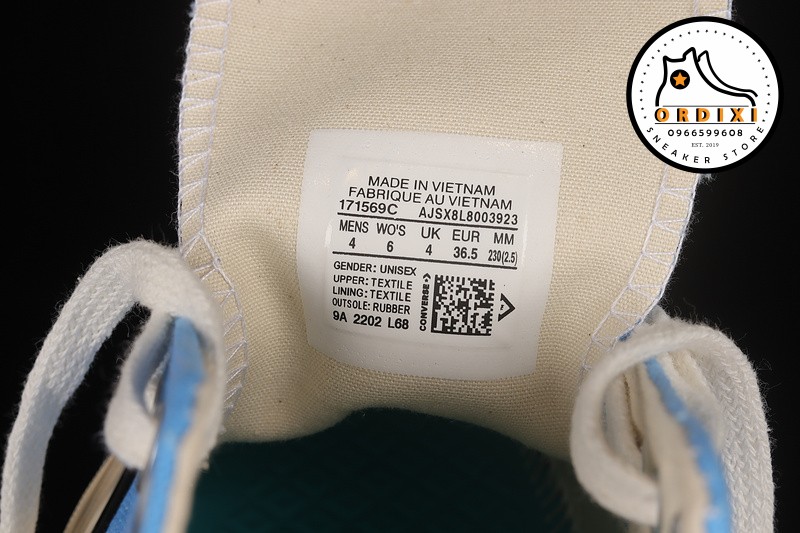 MADE IN VIETNAM
FABRIQUE AU VIETNAM
171569C AJSX8L8003923
MENS WO'S UK EUR MM
4 6 4 36.5 230(2.5)
GENDER: UNISEX
UPPER: TEXTILE
LINING: TEXTILE
OUTSOLE: RUBBER
9A 2202 L68
CONVERSE
ORDIXI
0966599608
EST. 2019
SNEAKER STORE